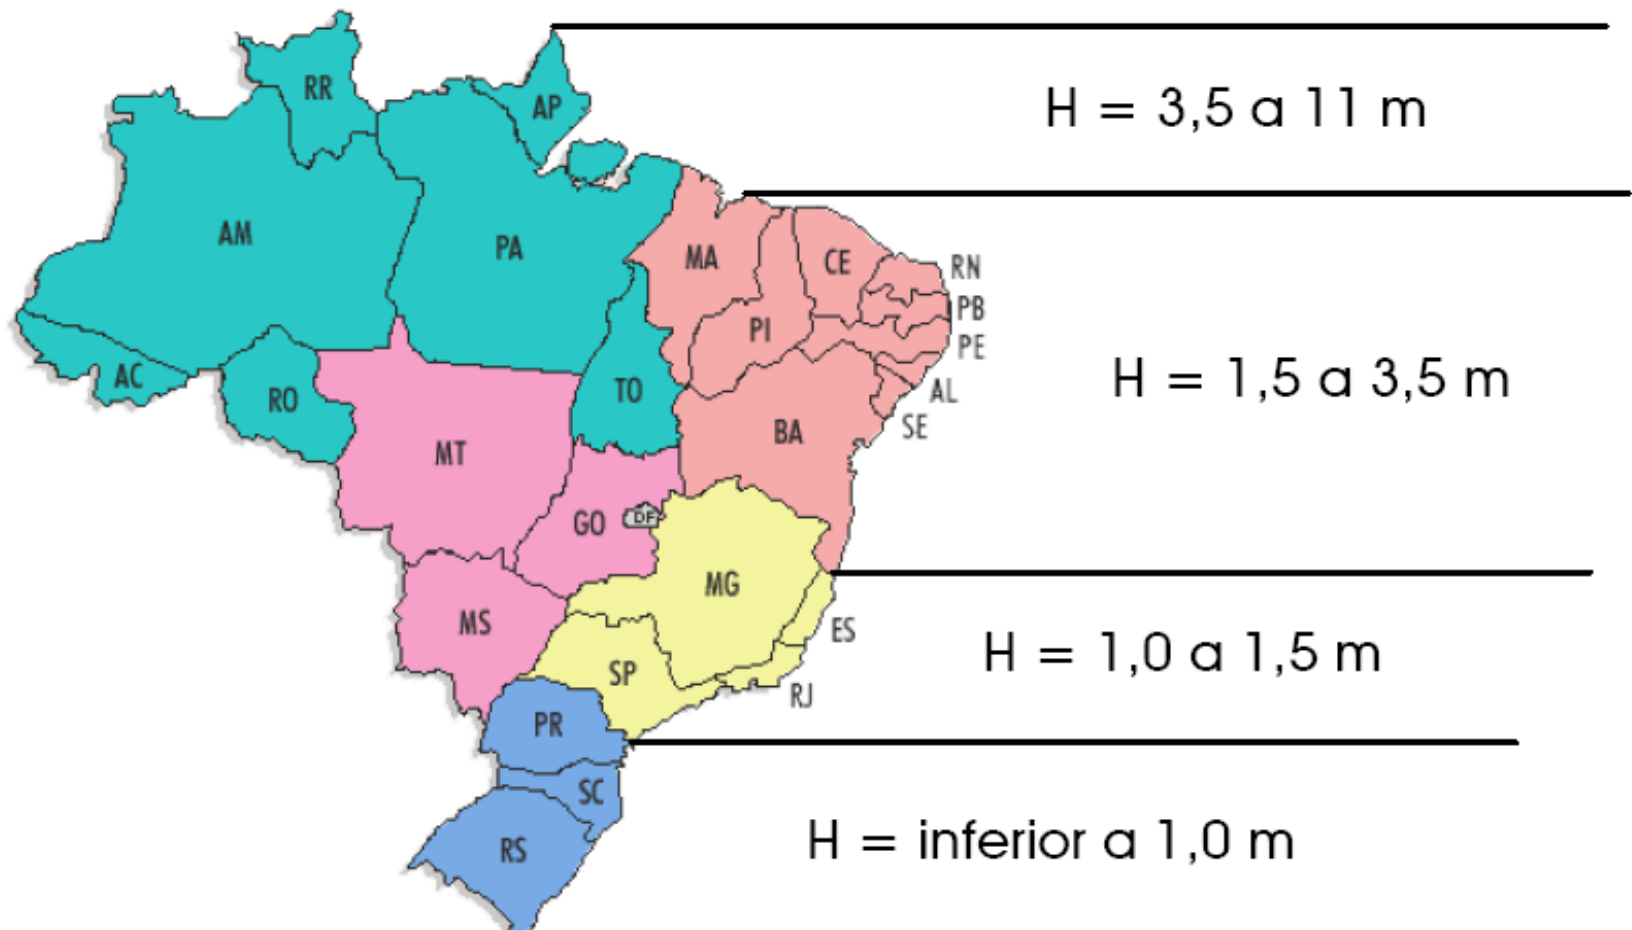 RR
AP
H = 3,5 a 11 m
AM
PA
MA
CE
RN
PB
PI
PE
H = 1,5 a 3,5 m
AC
RO
TO
AL
SE
BA
MT
GO
DF
MG
MS
ES
H = 1,0 a 1,5 m
SP
RJ
PR
SC
H = inferior a 1,0 m
RS